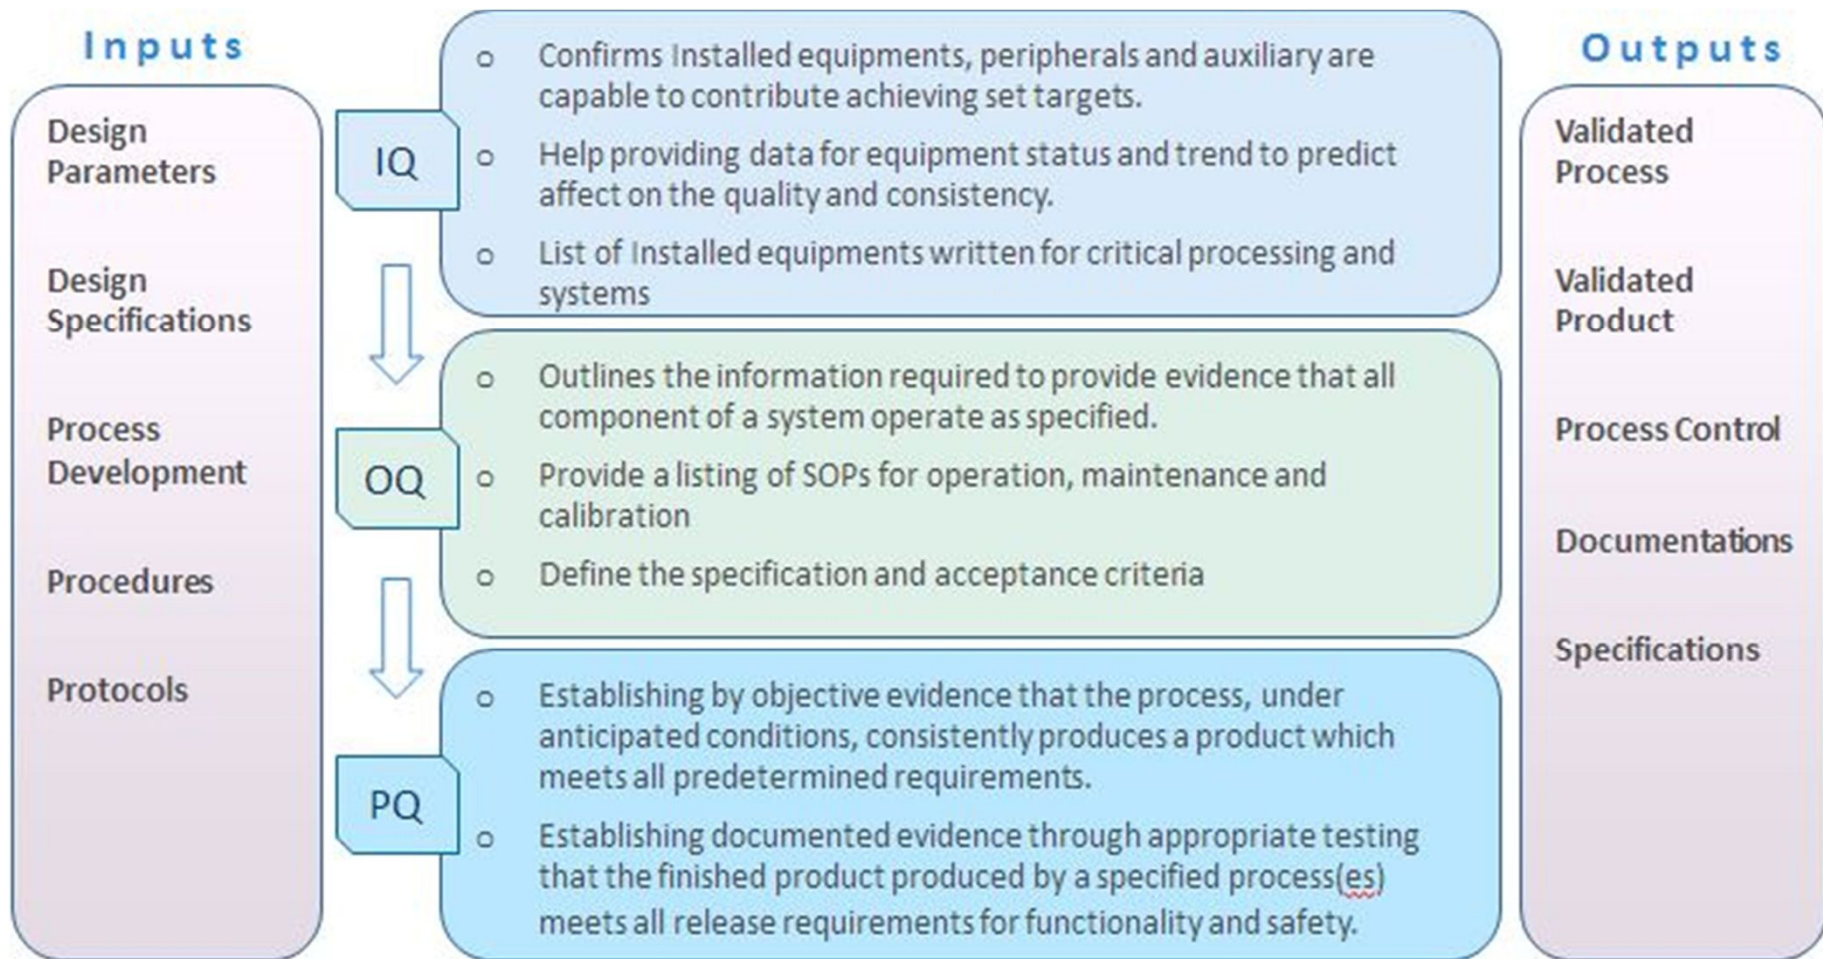 Inputs
Design
Parameters
Design
Specifications
Process
Development
Procedures
Protocols
IQ
o Confirms Installed equipments, peripherals and auxiliary are
capable to contribute achieving set targets.
o Help providing data for equipment status and trend to predict
affect on the quality and consistency.
o List of Installed equipments written for critical processing and
systems
OQ
o Outlines the information required to provide evidence that all
component of a system operate as specified.
o Provide a listing of SOPs for operation, maintenance and
calibration
o Define the specification and acceptance criteria
PQ
o Establishing by objective evidence that the process, under
anticipated conditions, consistently produces a product which
meets all predetermined requirements.
o Establishing documented evidence through appropriate testing
that the finished product produced by a specified process(es)
meets all release requirements for functionality and safety.
Outputs
Validated
Process
Validated
Product
Process Control
Documentations
Specifications